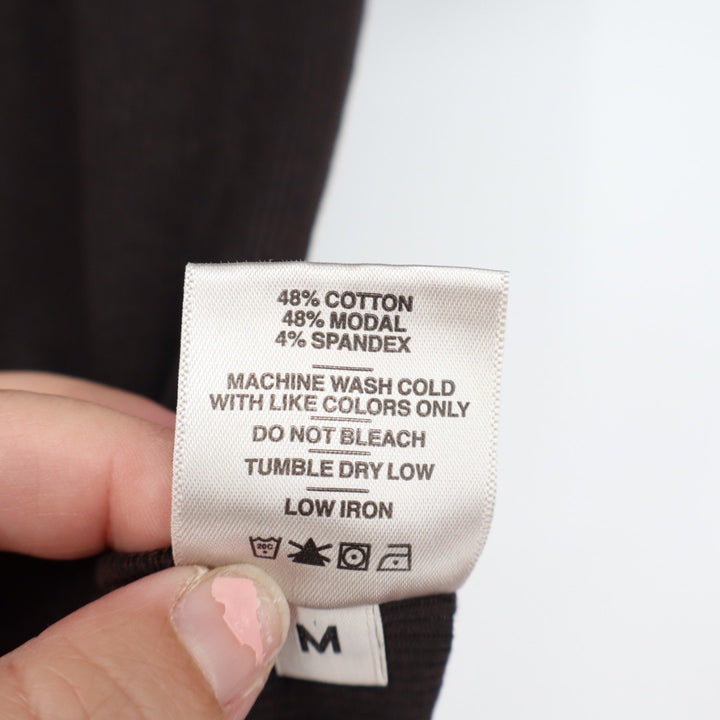 48% COTTON
48% MODAL
4% SPANDEX
MACHINE WASH COLD
WITH LIKE COLORS ONLY
DO NOT BLEACH
TUMBLE DRY LOW
LOW IRON
20C
M